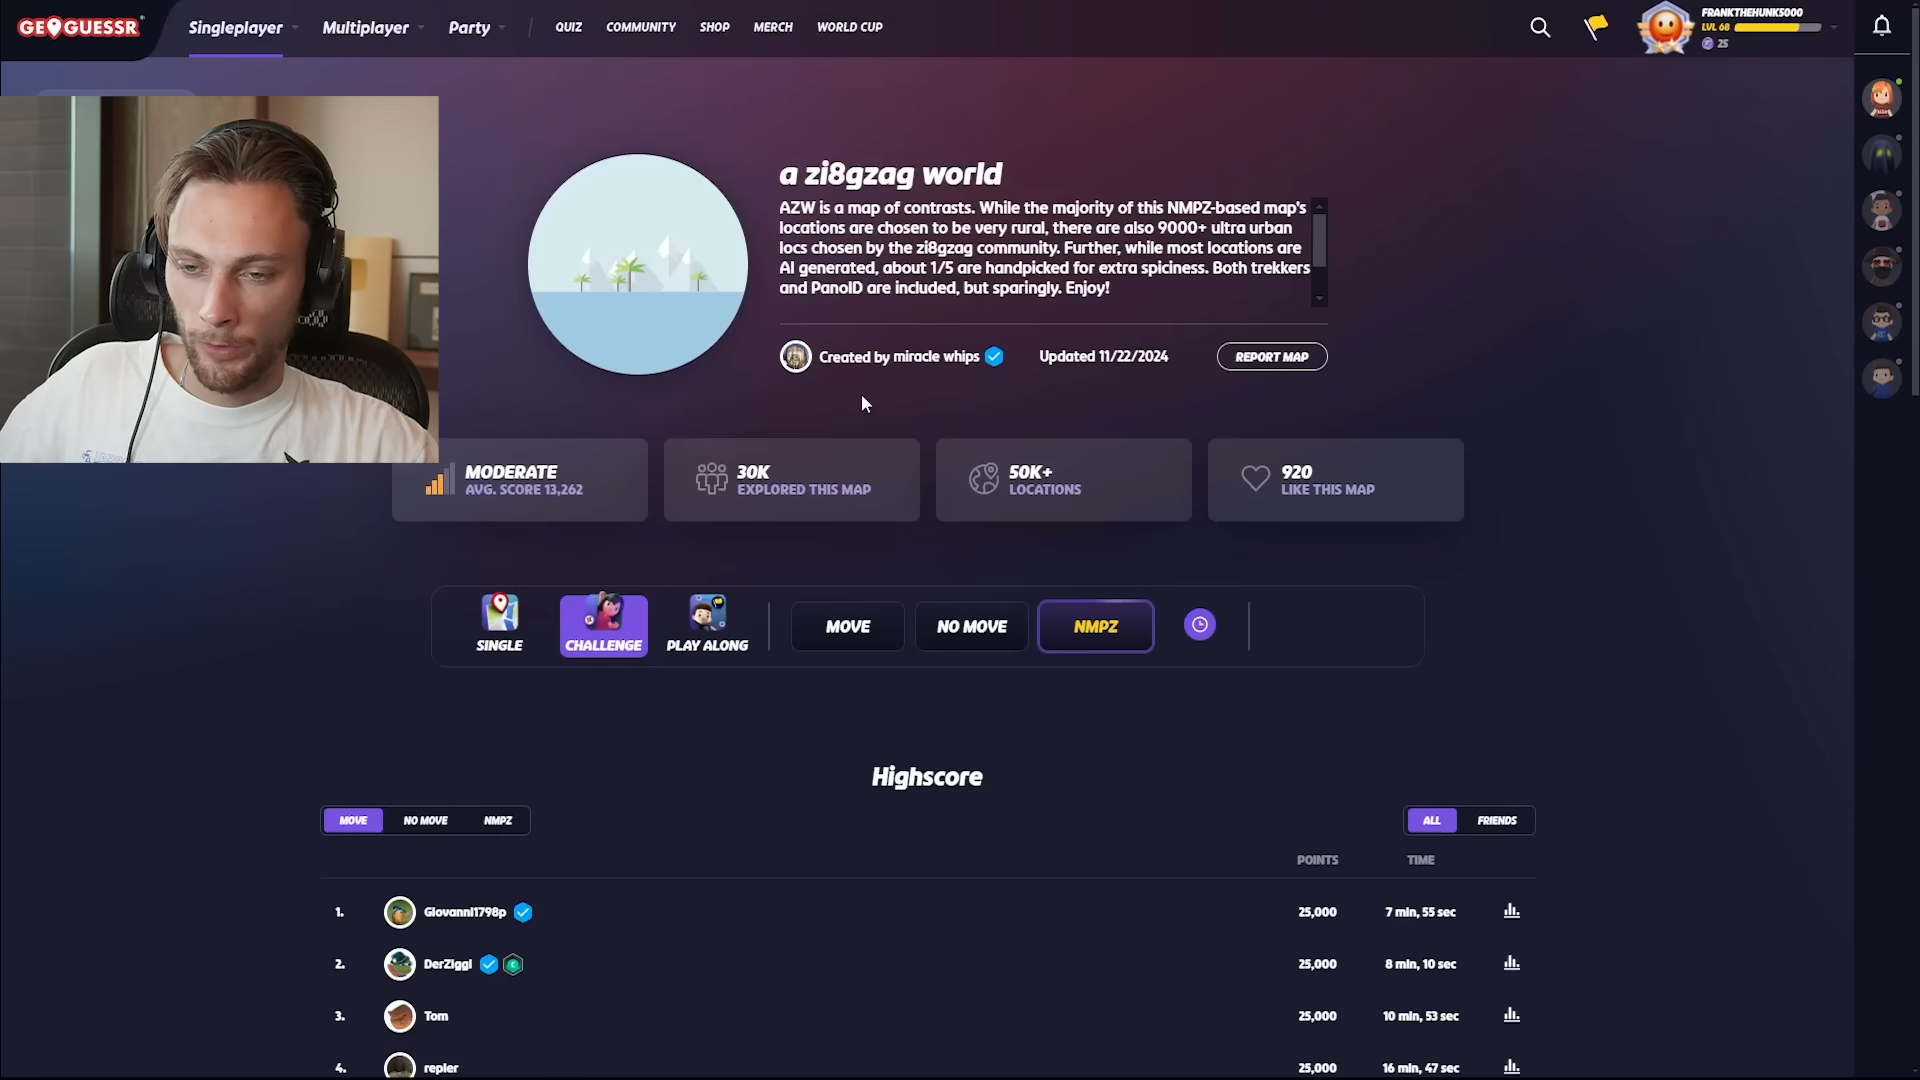 GEOGUESSR
Singleplayer
Multiplayer
Party
QUIZ
COMMUNITY
SHOP
MERCH
WORLD CUP
FRANKTHEHUNK5000
LVL 68
25
a zi8gzag world
AZW is a map of contrasts. While the majority of this NMPZ-based map's
locations are chosen to be very rural, there are also 9000+ ultra urban
locs chosen by the zi8gzag community. Further, while most locations are
AI generated, about 1/5 are handpicked for extra spiciness. Both trekkers
and PanoID are included, but sparingly. Enjoy!
Created by miracle whips
Updated 11/22/2024
REPORT MAP
MODERATE
AVG. SCORE 13,262
30K
EXPLORED THIS MAP
50K+
LOCATIONS
920
LIKE THIS MAP
SINGLE
CHALLENGE
PLAY ALONG
MOVE
NO MOVE
NMPZ
Highscore
MOVE
NO MOVE
NMPZ
ALL
FRIENDS
POINTS
TIME
1. Giovanni1798p 25,000 7 min, 55 sec
2. DerZiggi 25,000 8 min, 10 sec
3. Tom 25,000 10 min, 53 sec
4. repler 25,000 16 min, 47 sec